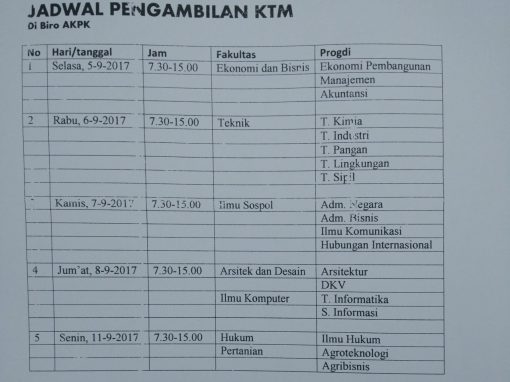 JADWAL PENGAMBILAN KTM
Di Biro AKPK
No Hari/tanggal Jam Fakultas Progdi
1 Selasa, 5-9-2017 7.30-15.00 Ekonomi dan Bisnis Ekonomi Pembangunan
Manajemen
Akuntansi
2 Rabu, 6-9-2017 7.30-15.00 Teknik T. Kimia
T. Industri
T. Pangan
T. Lingkungan
T. Sipil
Kamis, 7-9-2017 7.30-15.00 Ilmu Sospol Adm. Negara
Adm. Bisnis
Ilmu Komunikasi
Hubungan Internasional
4 Jum'at, 8-9-2017 7.30-15.00 Arsitek dan Desain Arsitektur
DKV
Ilmu Komputer T. Informatika
S. Informasi
5 Senin, 11-9-2017 7.30-15.00 Hukum Ilmu Hukum
Pertanian Agroteknologi
Agribisnis